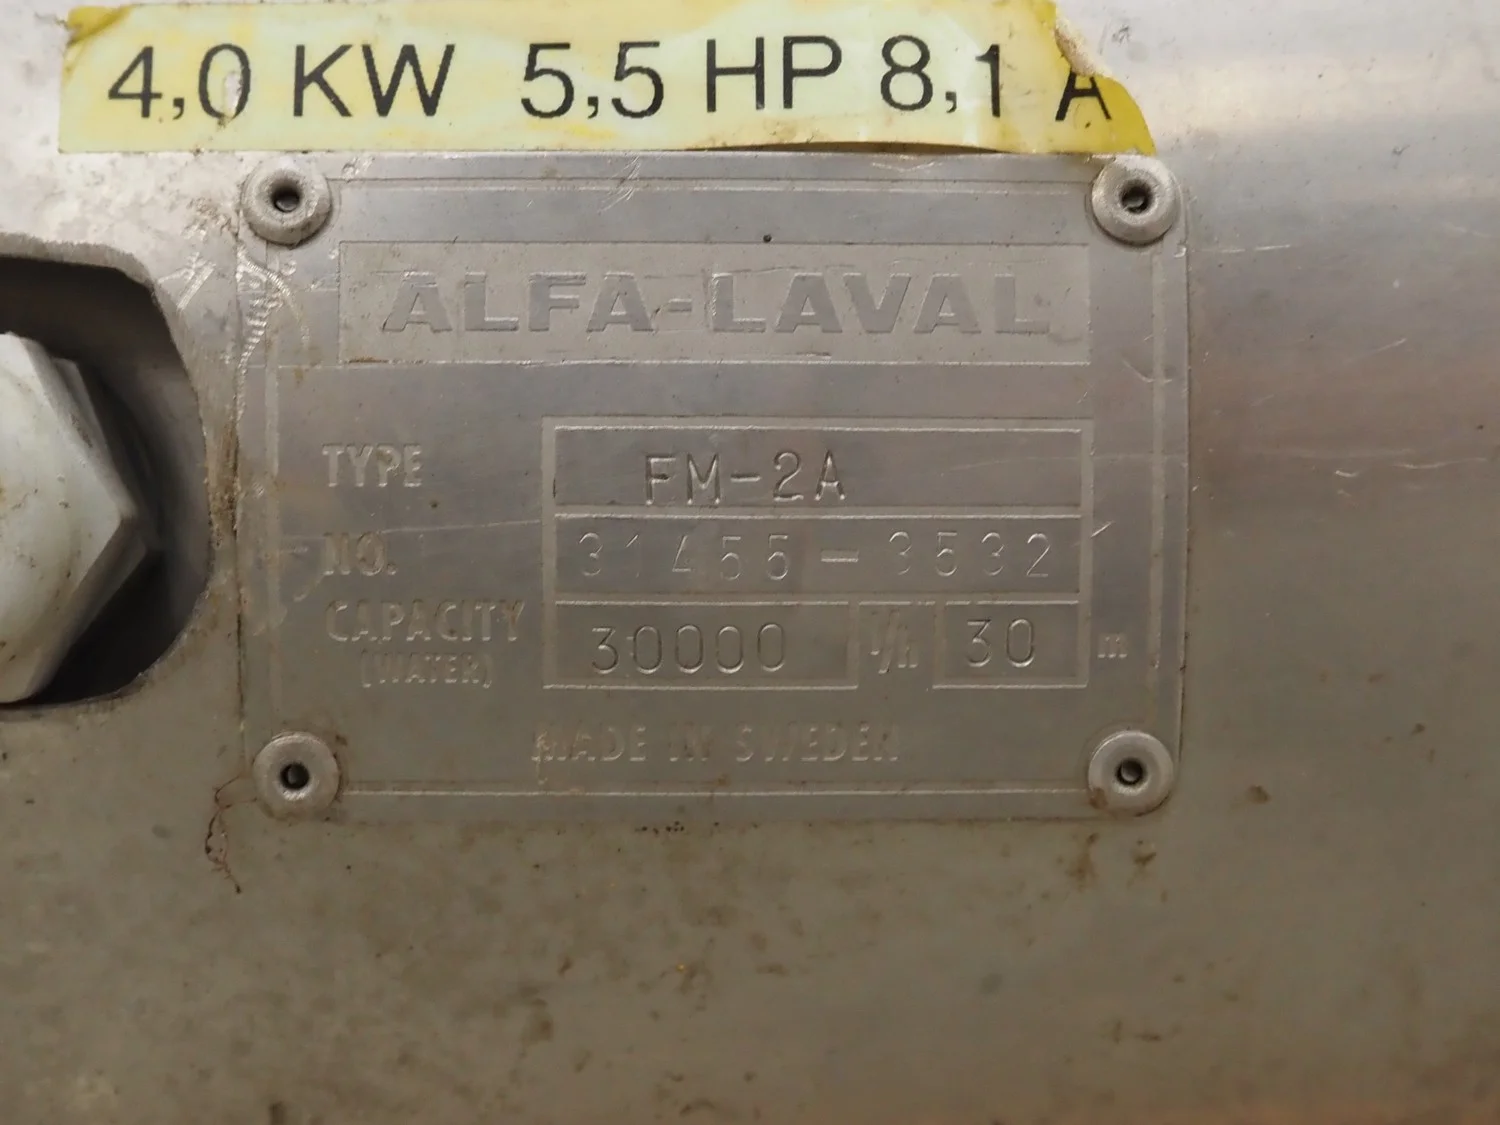 4,0 KW 5,5 HP 8,1 A
ALFA-LAVAL
TYPE FM-2A
NO. 31455-3532
CAPACITY 30000 l/h 30 m
(WATER)
MADE IN SWEDEN